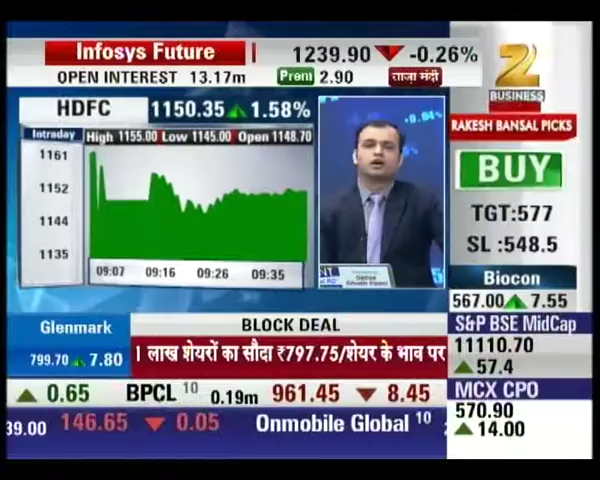 Infosys Future
1239.90 -0.26%
OPEN INTEREST 13.17m
Prem 2.90
ताज़ा मंदी
Z
BUSINESS
HDFC 1150.35 1.58%
Intraday
High 1155.00 Low 1145.00 Open 1148.70
1161
1152
1144
1135
09:07 09:16 09:26 09:35
RAKESH BANSAL PICKS
BUY
TGT:577
SL :548.5
Biocon
567.00 7.55
Glenmark
799.70 7.80
BLOCK DEAL
1 लाख शेयरों का सौदा ₹797.75/शेयर के भाव पर
S&P BSE MidCap
11110.70
57.4
0.65 BPCL 10 0.19m 961.45 8.45
MCX CPO
570.90
14.00
39.00 146.65 0.05 Onmobile Global 10